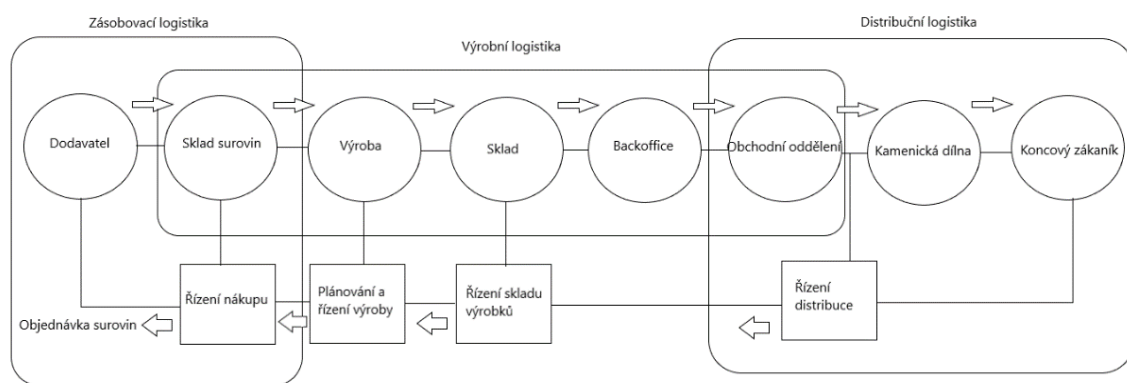 Zásobovací logistika
Výrobní logistika
Distribuční logistika
Dodavatel
Sklad surovin
Výroba
Sklad
Backoffice
Obchodní oddělení
Kamenická dílna
Koncový zákaník
Řízení nákupu
Plánování a
řízení výroby
Řízení skladu
výrobků
Řízení
distribuce
Objednávka surovin